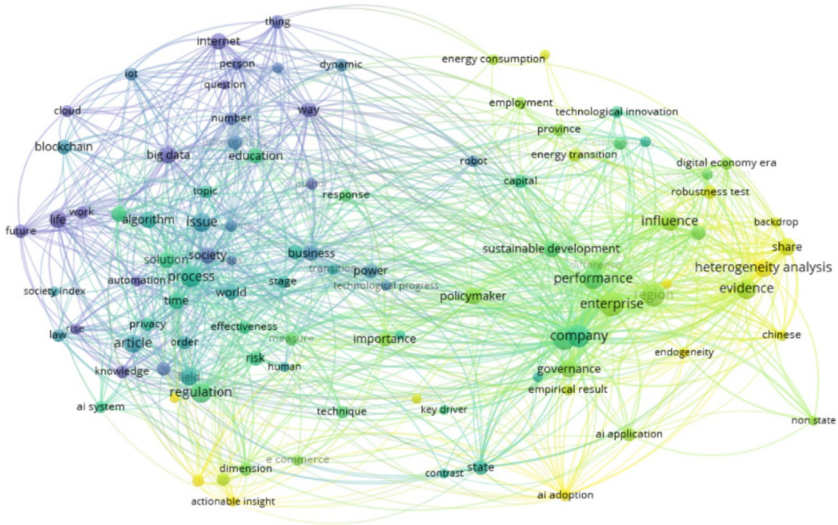 thing
internet
person
dynamic
energy consumption
iot
question
cloud
way
employment
technological innovation
number
province
blockchain
big data
education
robot
energy transition
digital economy era
capital
topic
response
robustness test
life
work
algorithm
issue
influence
backdrop
future
share
solution
society
business
sustainable development
heterogeneity analysis
process
power
performance
automation
stage
technological progress
evidence
society index
time
world
policymaker
enterprise
region
law
rise
privacy
effectiveness
measure
importance
company
chinese
article
order
endogeneity
risk
human
knowledge
field
governance
regulation
empirical result
ai system
technique
key driver
non state
ai application
e commerce
dimension
contrast
state
actionable insight
ai adoption